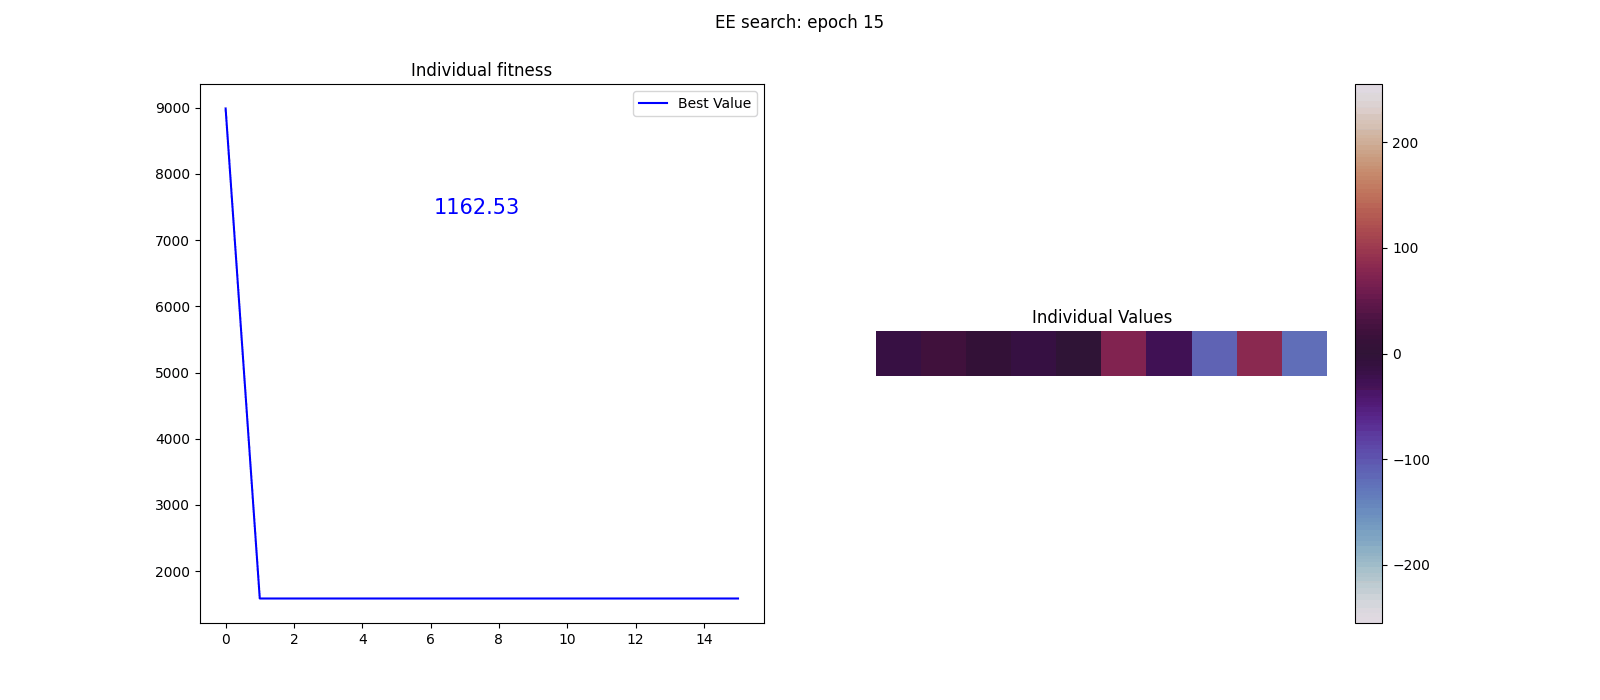 EE search: epoch 15
Individual fitness
Best Value
1162.53
9000
8000
7000
6000
5000
4000
3000
2000
0 2 4 6 8 10 12 14
Individual Values
200
100
0
−100
−200